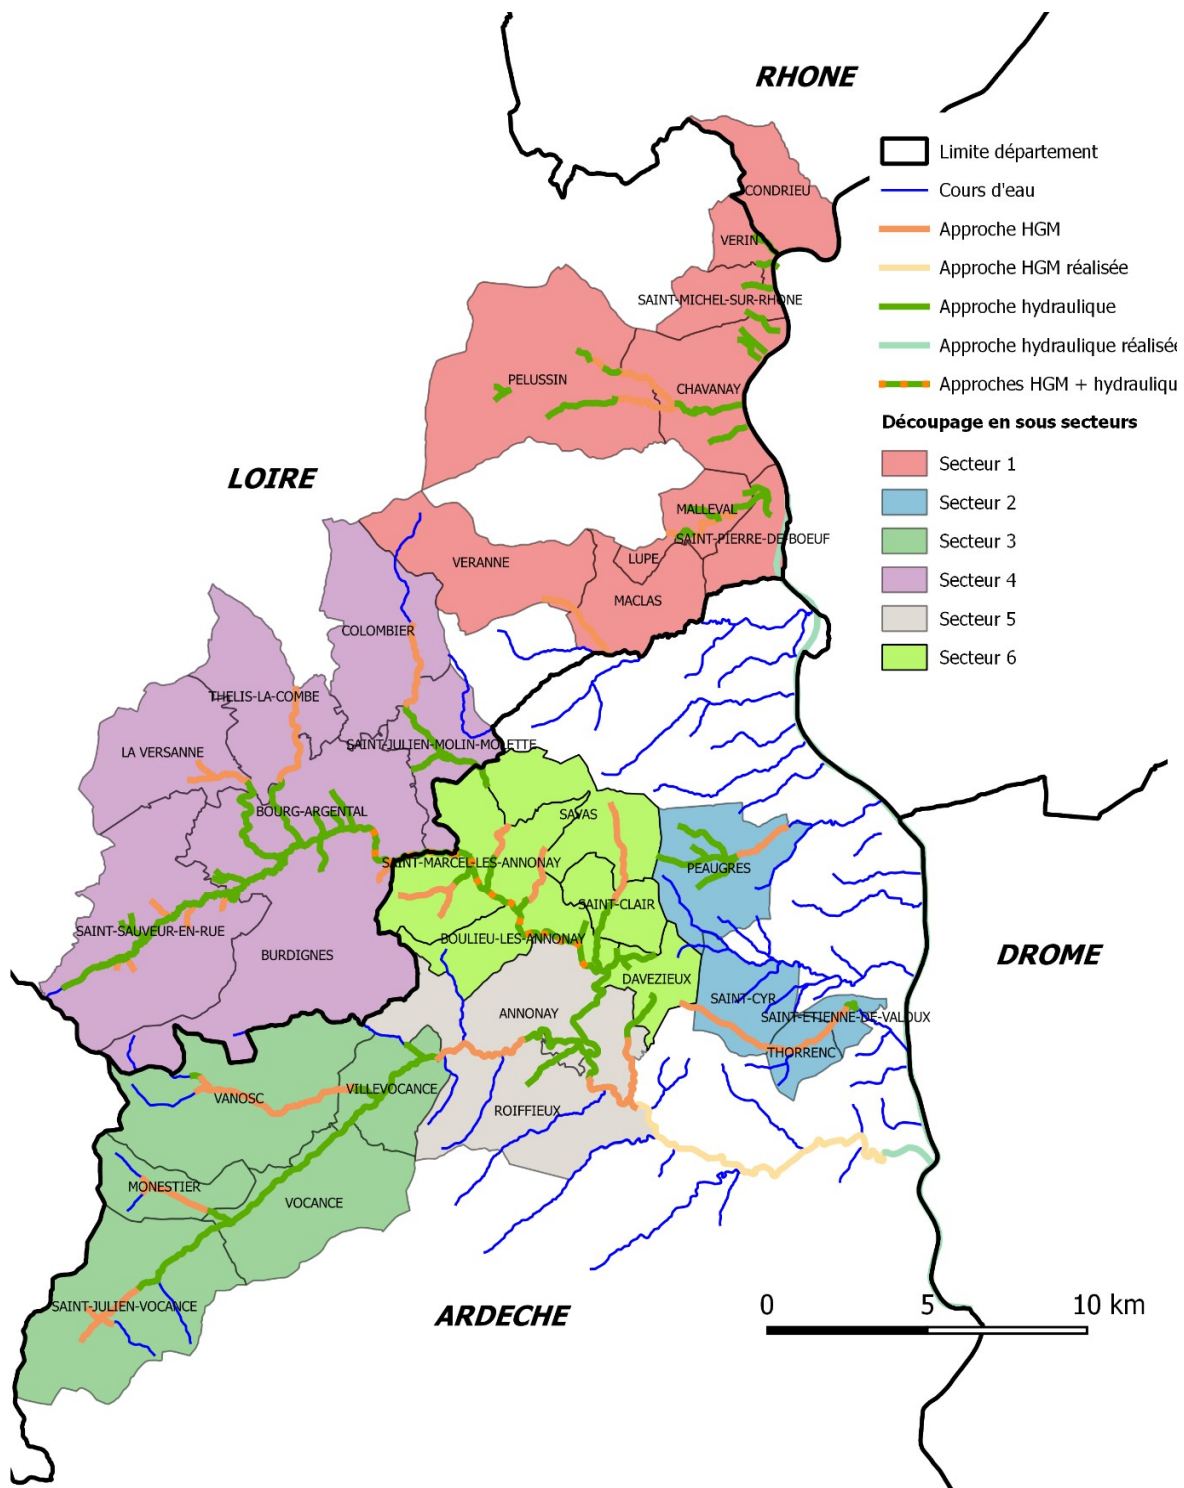 RHONE
Limite département
CONDRIEU
Cours d'eau
Approche HGM
VERIN
Approche HGM réalisée
SAINT-MICHEL-SUR-RHONE
Approche hydraulique
Approche hydraulique réalisée
PELUSSIN
CHAVANAY
Approches HGM + hydraulique
Découpage en sous secteurs
Secteur 1
LOIRE
Secteur 2
MALLEVAL
SAINT-PIERRE-DE-BOEUF
Secteur 3
LUPE
VERANNE
Secteur 4
MACLAS
Secteur 5
COLOMBIER
Secteur 6
THELIS-LA-COMBE
SAINT-JULIEN-MOLIN-MOLETTE
LA VERSANNE
BOURG-ARGENTAL
SAVAS
SAINT-MARCEL-LES-ANNONAY
PEAUGRES
SAINT-CLAIR
SAINT-SAUVEUR-EN-RUE
BOULIEU-LES-ANNONAY
BURDIGNES
DROME
DAVEZIEUX
SAINT-CYR
ANNONAY
SAINT-ETIENNE-DE-VALOUX
THORRENC
VILLEVOCANCE
VANOSC
ROIFFIEUX
MONESTIER
VOCANCE
SAINT-JULIEN-VOCANCE
ARDECHE
0 5 10 km